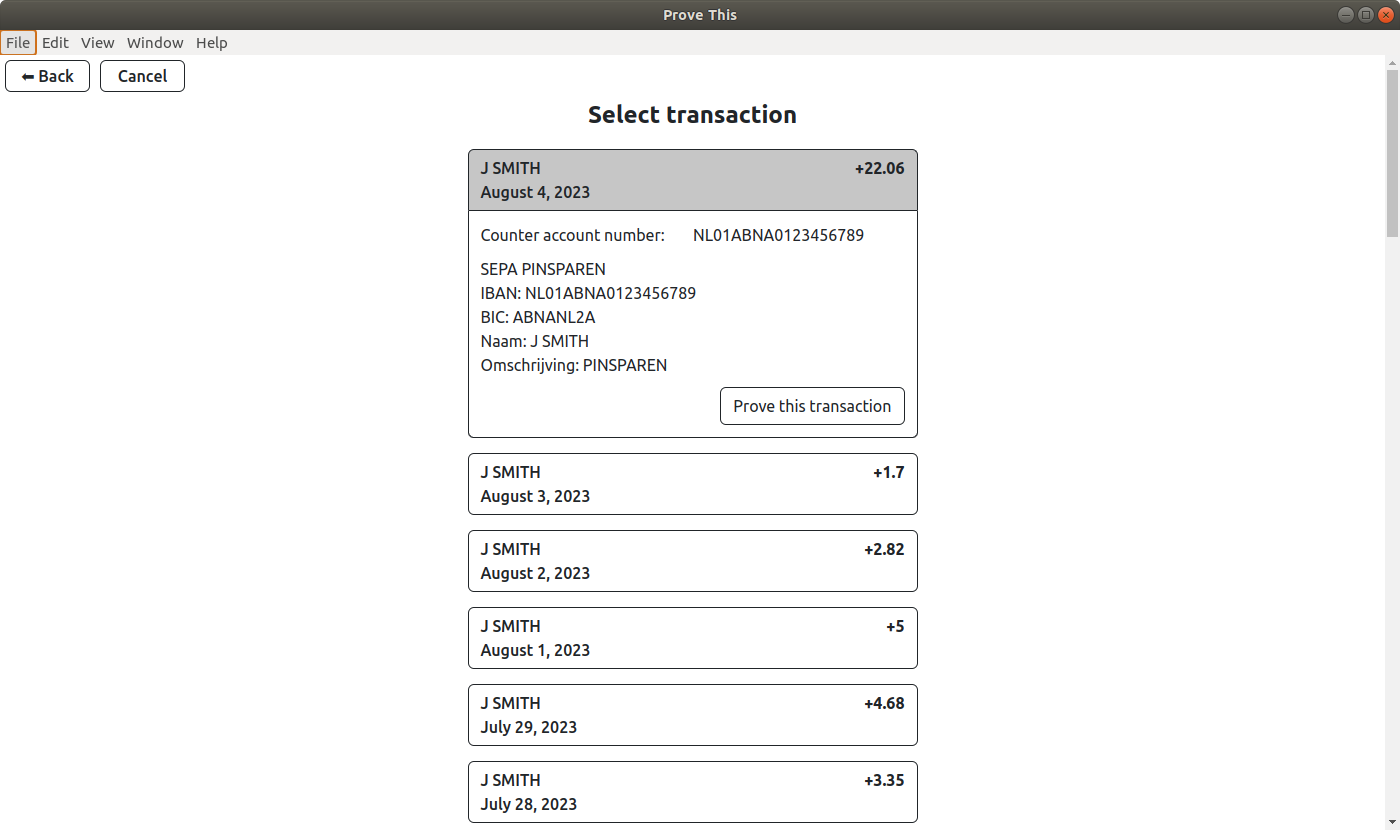 Prove This
File Edit View Window Help
⬅ Back Cancel
Select transaction
J SMITH +22.06
August 4, 2023
Counter account number: NL01ABNA0123456789
SEPA PINSPAREN
IBAN: NL01ABNA0123456789
BIC: ABNANL2A
Naam: J SMITH
Omschrijving: PINSPAREN
Prove this transaction
J SMITH +1.7
August 3, 2023
J SMITH +2.82
August 2, 2023
J SMITH +5
August 1, 2023
J SMITH +4.68
July 29, 2023
J SMITH +3.35
July 28, 2023